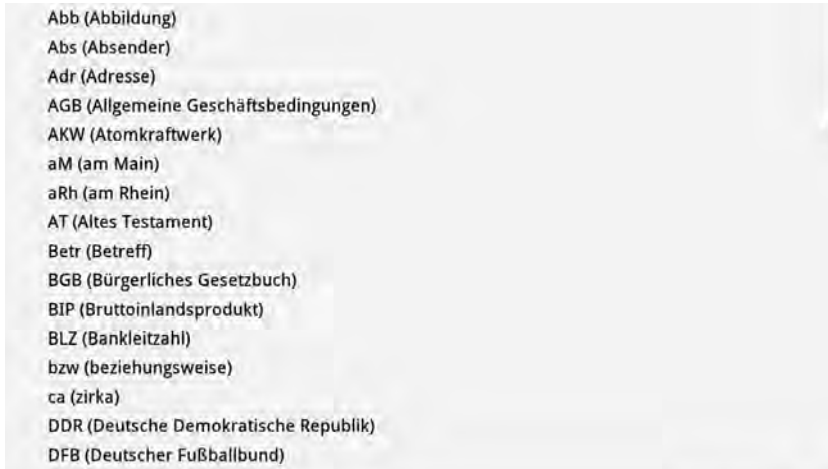 Abb (Abbildung)
Abs (Absender)
Adr (Adresse)
AGB (Allgemeine Geschäftsbedingungen)
AKW (Atomkraftwerk)
aM (am Main)
aRh (am Rhein)
AT (Altes Testament)
Betr (Betreff)
BGB (Bürgerliches Gesetzbuch)
BIP (Bruttoinlandsprodukt)
BLZ (Bankleitzahl)
bzw (beziehungsweise)
ca (zirka)
DDR (Deutsche Demokratische Republik)
DFB (Deutscher Fußballbund)